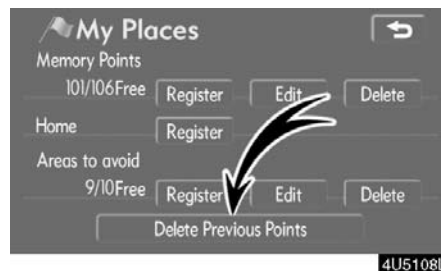 My Places
Memory Points
101/106Free Register Edit Delete
Home Register
Areas to avoid
9/10Free Register Edit Delete
Delete Previous Points
4U5108I